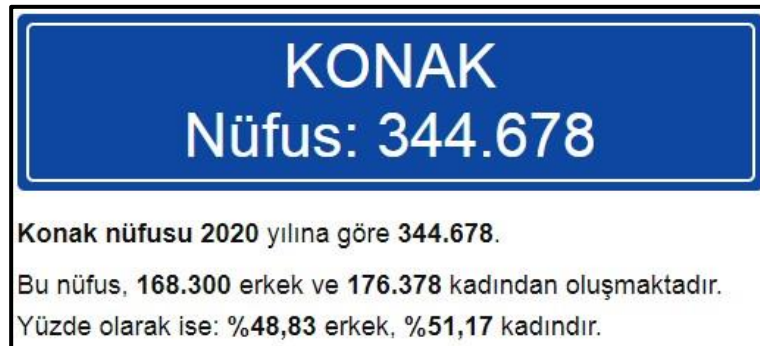 KONAK
Nüfus: 344.678
Konak nüfusu 2020 yılına göre 344.678.
Bu nüfus, 168.300 erkek ve 176.378 kadından oluşmaktadır.
Yüzde olarak ise: %48,83 erkek, %51,17 kadındır.